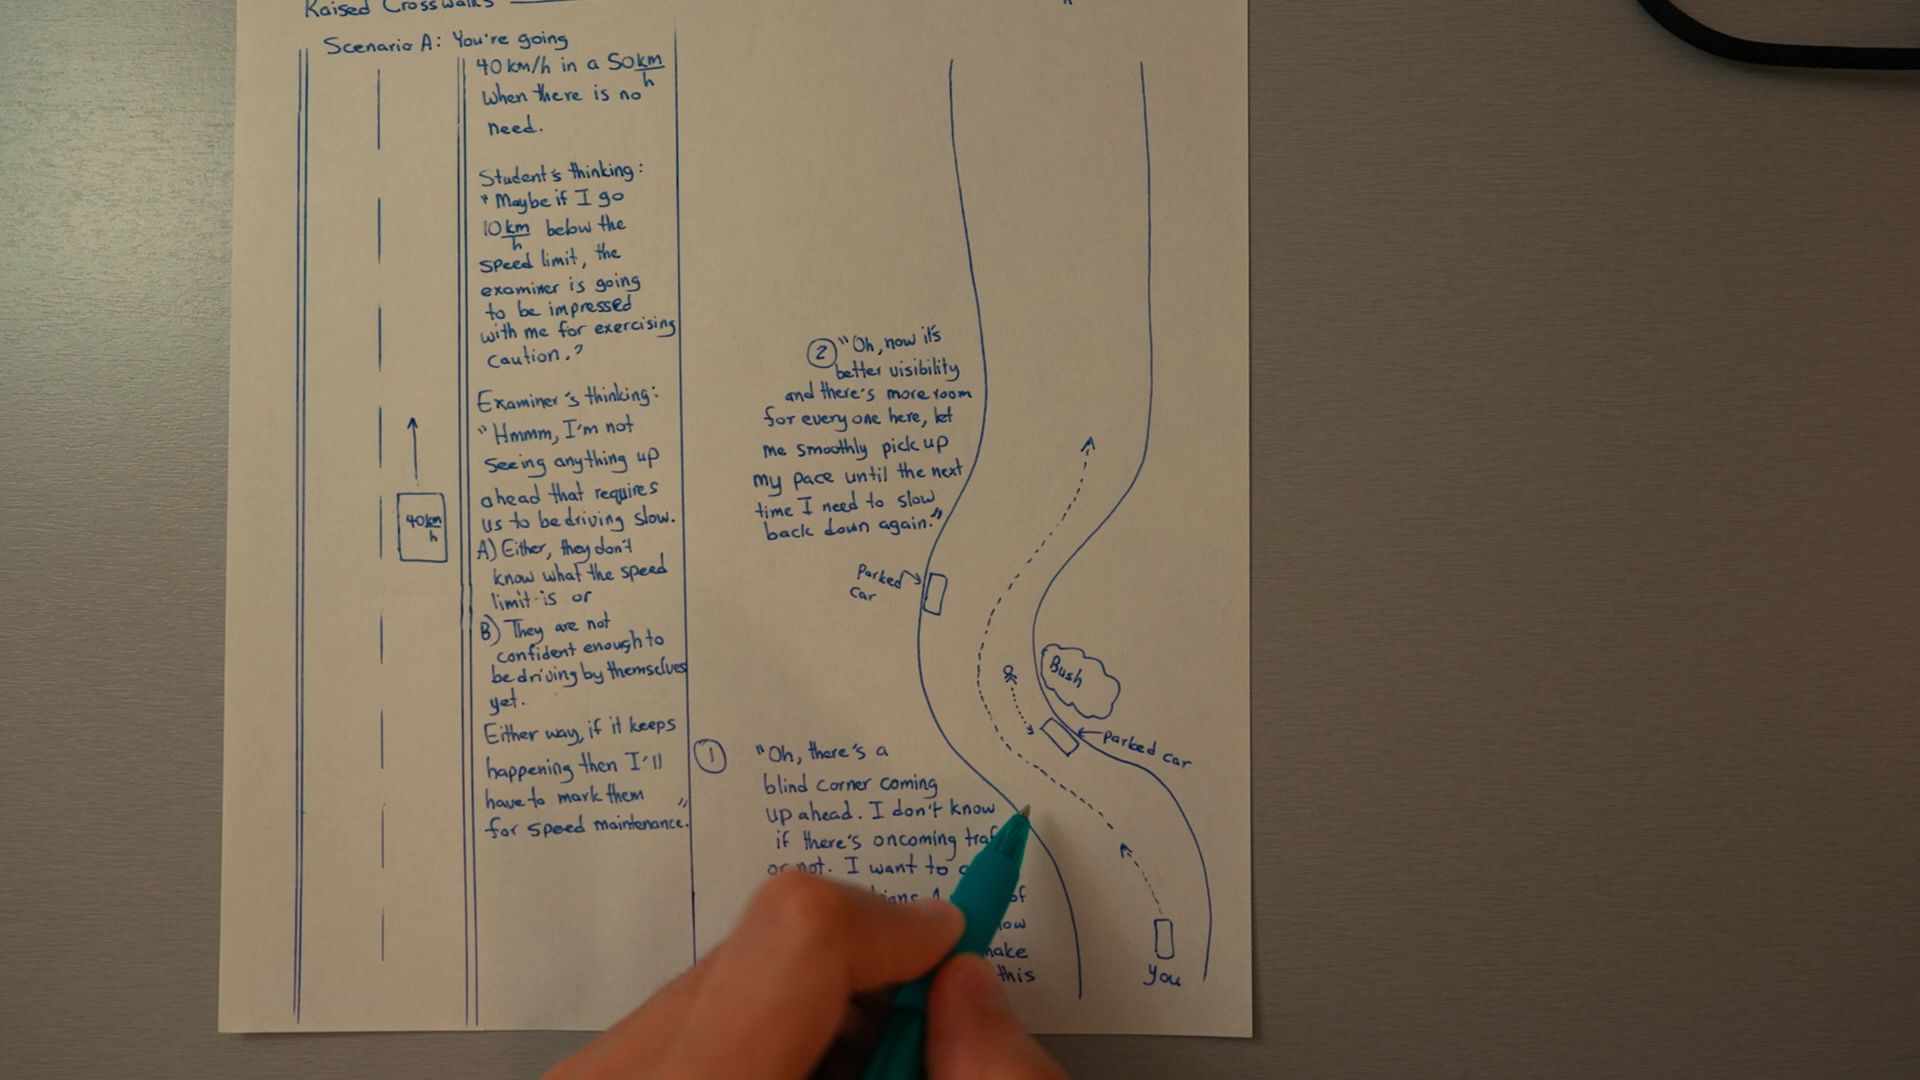 Raised Crosswalks
Scenario A: You're going
40 km/h in a 50 km/h
when there is no
need.
Student's thinking:
"Maybe if I go
10 km/h below the
speed limit, the
examiner is going
to be impressed
with me for exercising
caution."
Examiner's thinking:
"Hmmm, I'm not
seeing anything up
ahead that requires
us to be driving slow.
A) Either, they don't
know what the speed
limit is or
B) They are not
confident enough to
be driving by themselves
yet.
Either way, if it keeps
happening then I'll
have to mark them
for speed maintenance."
40 km/h
2 "Oh, now it's
better visibility
and there's more room
for everyone here, let
me smoothly pick up
my pace until the next
time I need to slow
back down again."
Parked
car
Bush
Parked car
1 "Oh, there's a
blind corner coming
up ahead. I don't know
if there's oncoming
or not. I want to
of
make
this
You